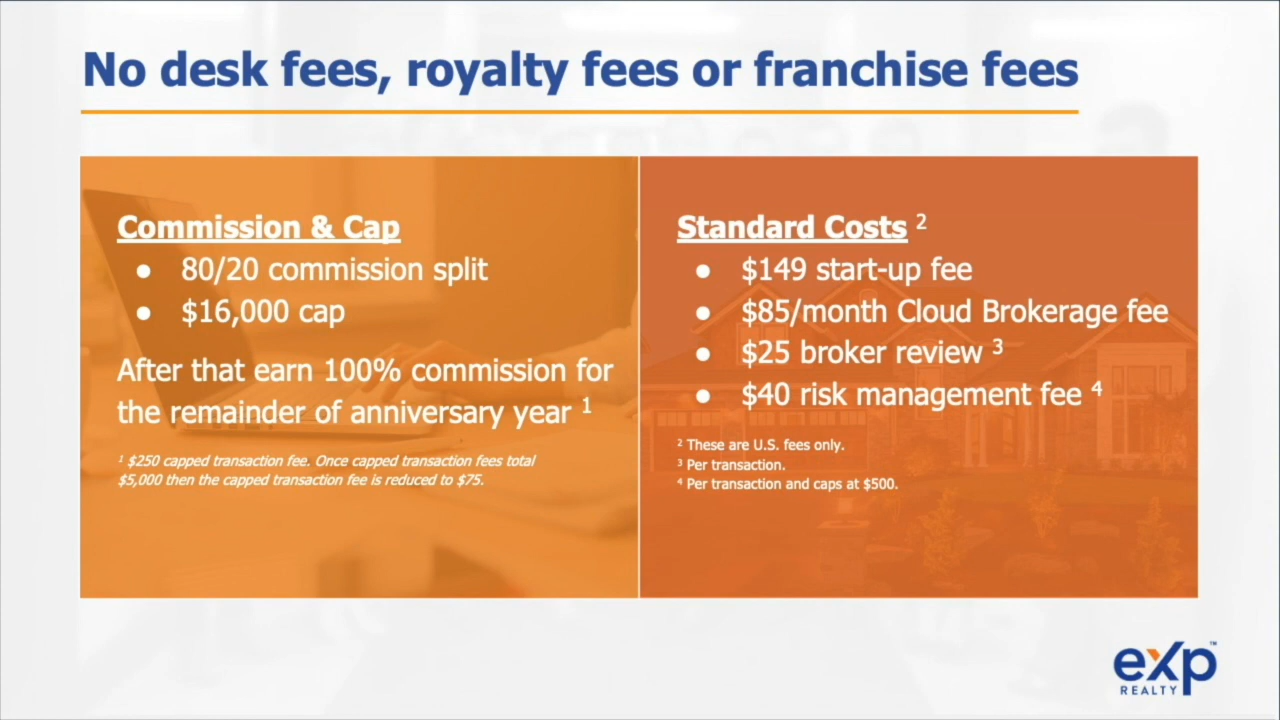 No desk fees, royalty fees or franchise fees
Commission & Cap
● 80/20 commission split
● $16,000 cap
After that earn 100% commission for
the remainder of anniversary year ¹
¹ $250 capped transaction fee. Once capped transaction fees total
$5,000 then the capped transaction fee is reduced to $75.
Standard Costs ²
● $149 start-up fee
● $85/month Cloud Brokerage fee
● $25 broker review ³
● $40 risk management fee ⁴
² These are U.S. fees only.
³ Per transaction.
⁴ Per transaction and caps at $500.
eXp™
REALTY